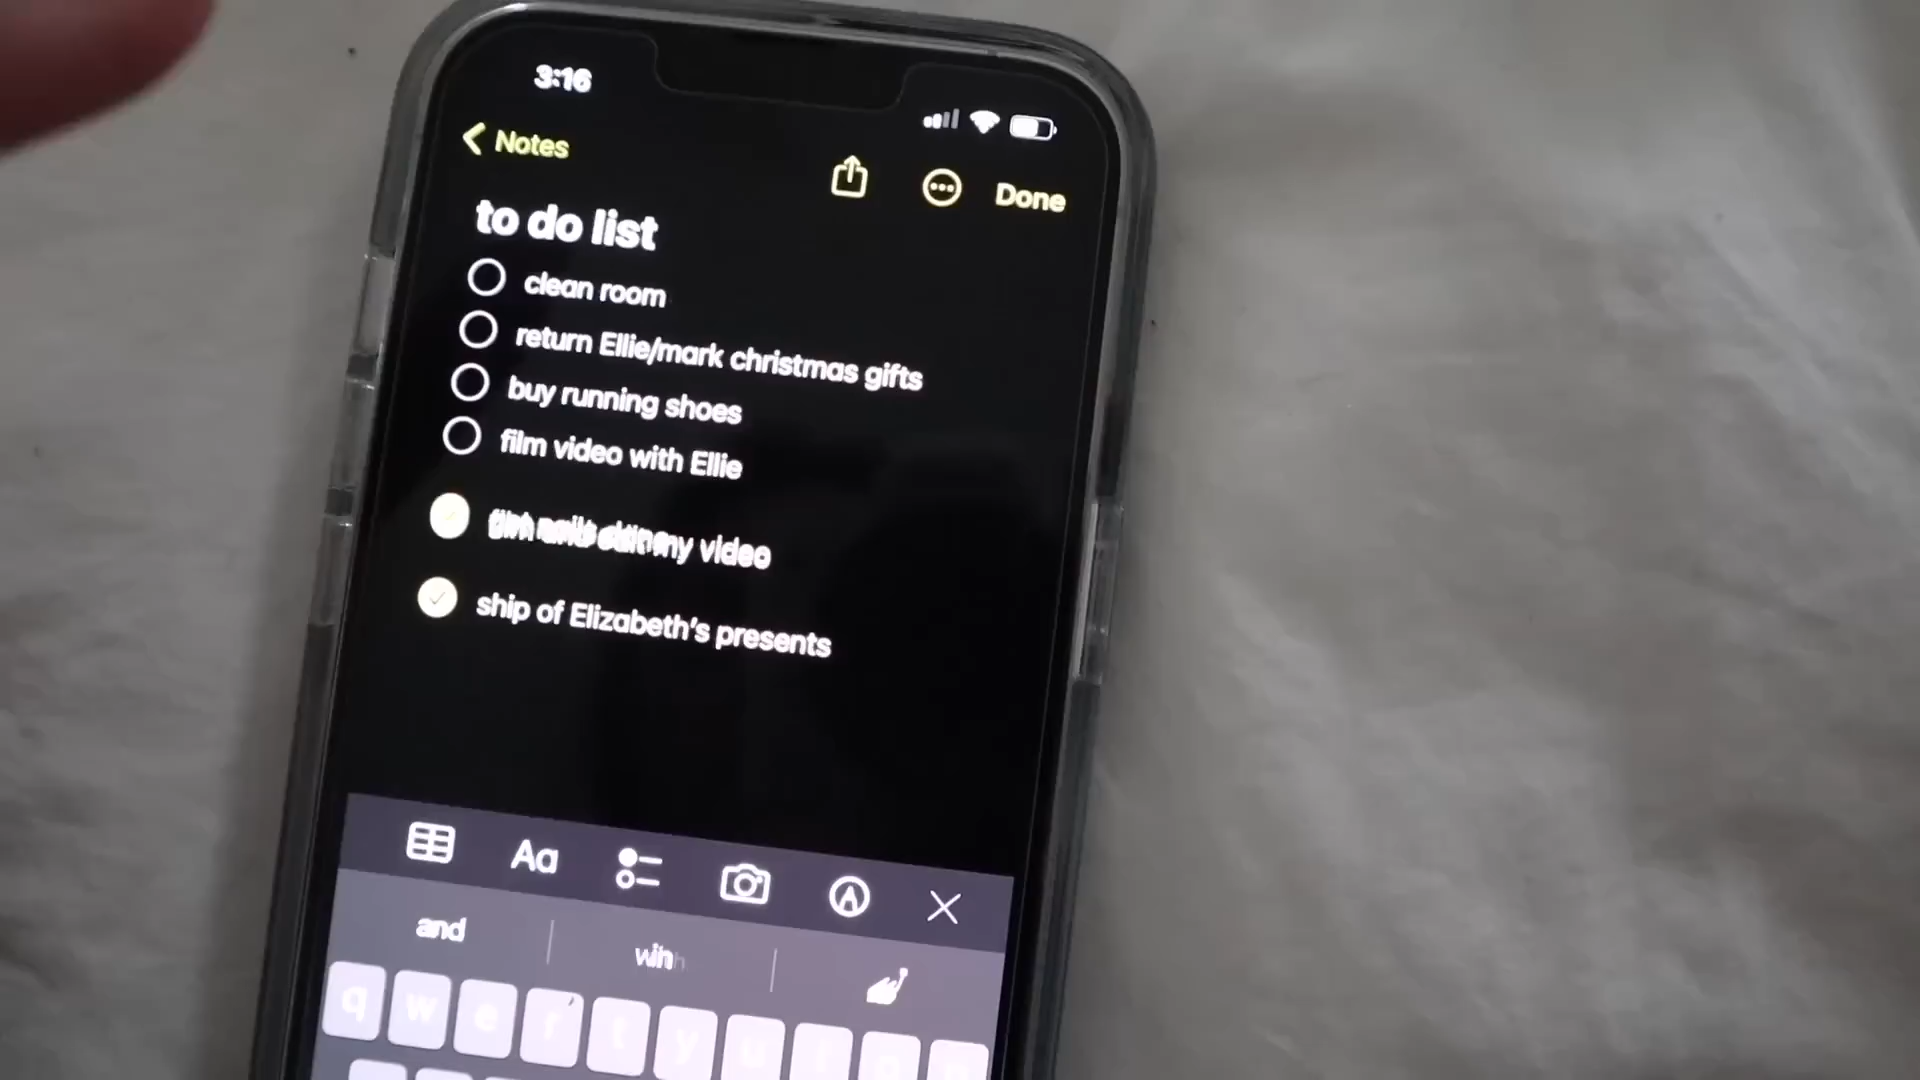 3:16
Notes
Done
to do list
clean room
return Ellie/mark christmas gifts
buy running shoes
film video with Ellie
my video
ship of Elizabeth's presents
Aa
and
q w e r t y u